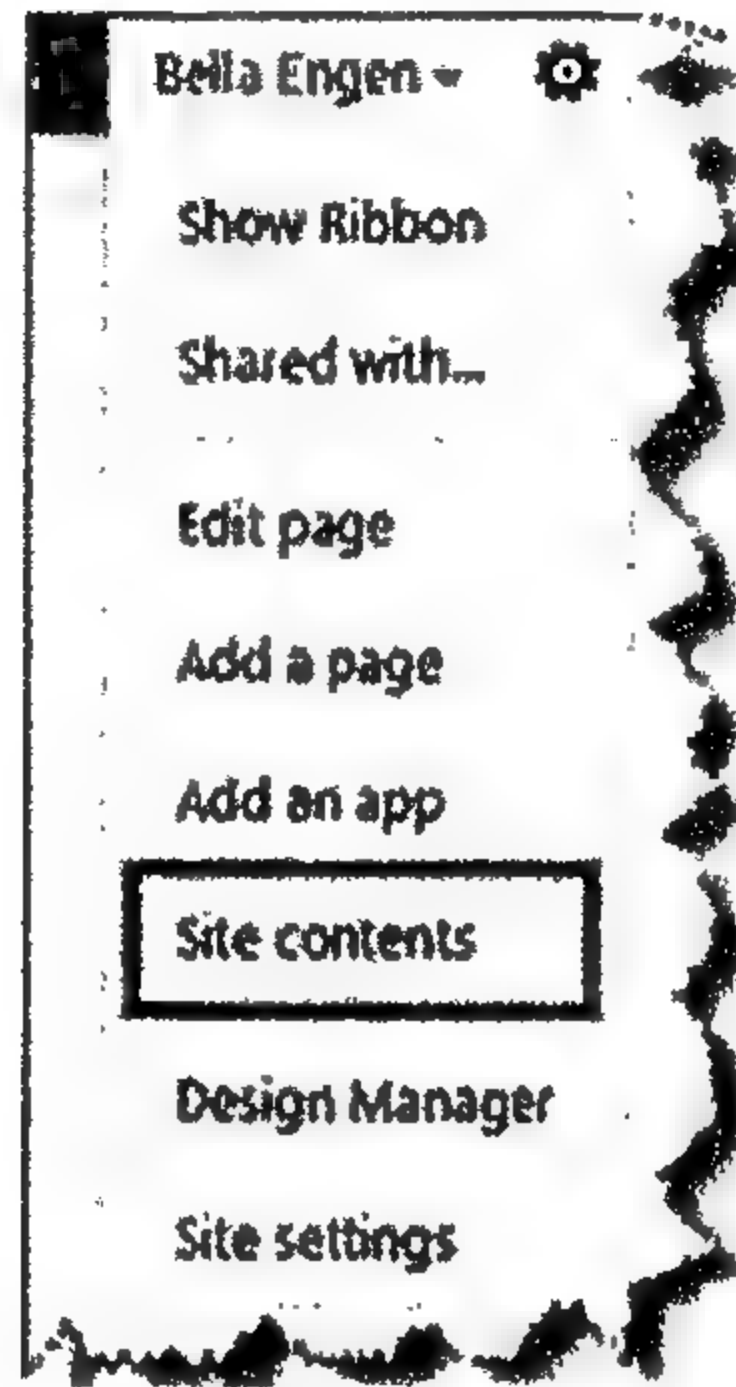 Bella Engen
Show Ribbon
Shared with...
Edit page
Add a page
Add an app
Site contents
Design Manager
Site settings